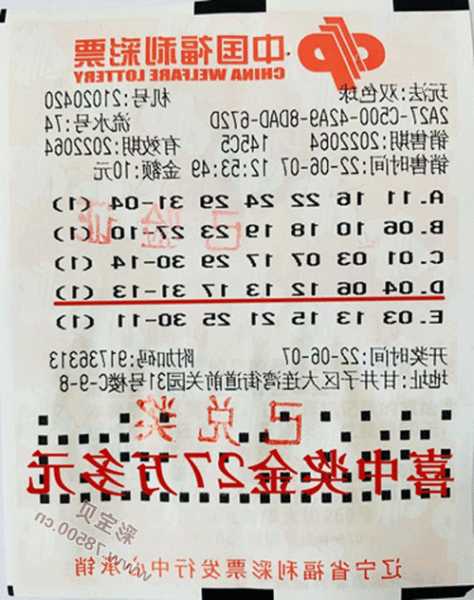 中国福利彩票
CHINA WELFARE LOTTERY
玩法:双色球 机号:21020420
2A27-C500-42A9-8DAD-672D 流水号:74
销售期:2022064 145C5 有效期:2022064
销售时间:22-06-07 12:53:49 金额:10元
A.11 16 22 24 29 31-04 (1)
已验证
B.06 10 18 19 23 27-10 (1)
C.01 03 07 17 29 30-14 (1)
D.04 06 12 13 17 31-13 (1)
E.03 13 15 21 25 30-11 (1)
开奖时间:22-06-07 附加码:91736313
地址:甘井子区大连湾街道前关园31号楼C-9-8
已兑奖
喜中奖金27万多元
彩宝贝
www.78500.cn
辽宁省福利彩票发行中心承销